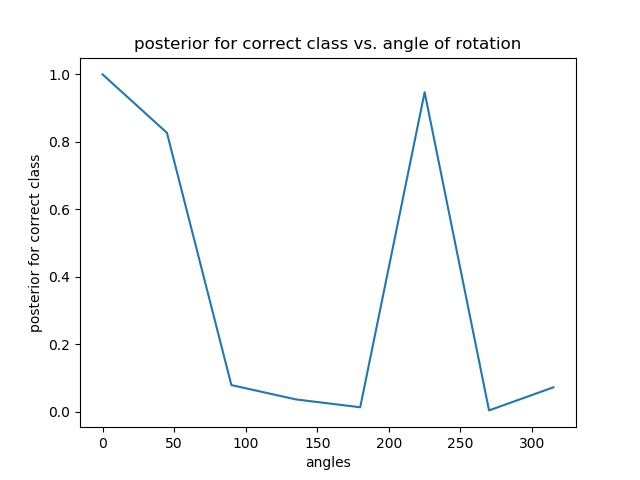 posterior for correct class vs. angle of rotation
posterior for correct class
1.0
0.8
0.6
0.4
0.2
0.0
0 50 100 150 200 250 300
angles